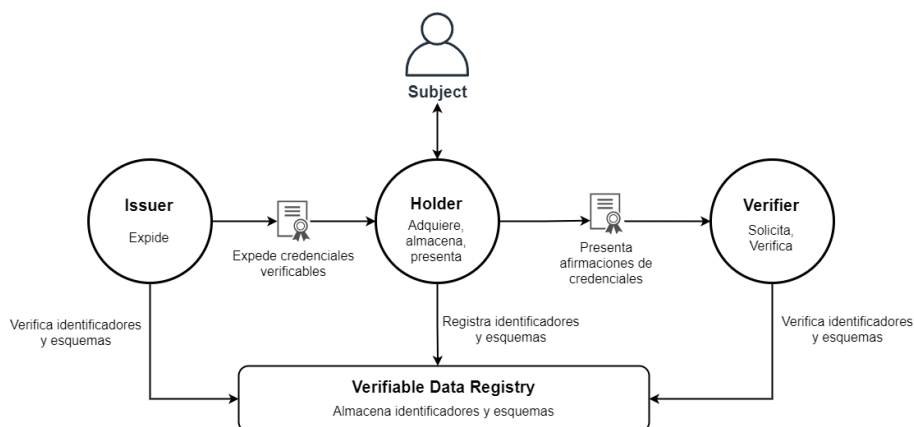 Subject
Issuer
Expide
Expede credenciales
verificables
Holder
Adquiere,
almacena,
presenta
Presenta
afirmaciones de
credenciales
Verifier
Solicita,
Verifica
Verifica identificadores
y esquemas
Registra identificadores
y esquemas
Verifica identificadores
y esquemas
Verifiable Data Registry
Almacena identificadores y esquemas